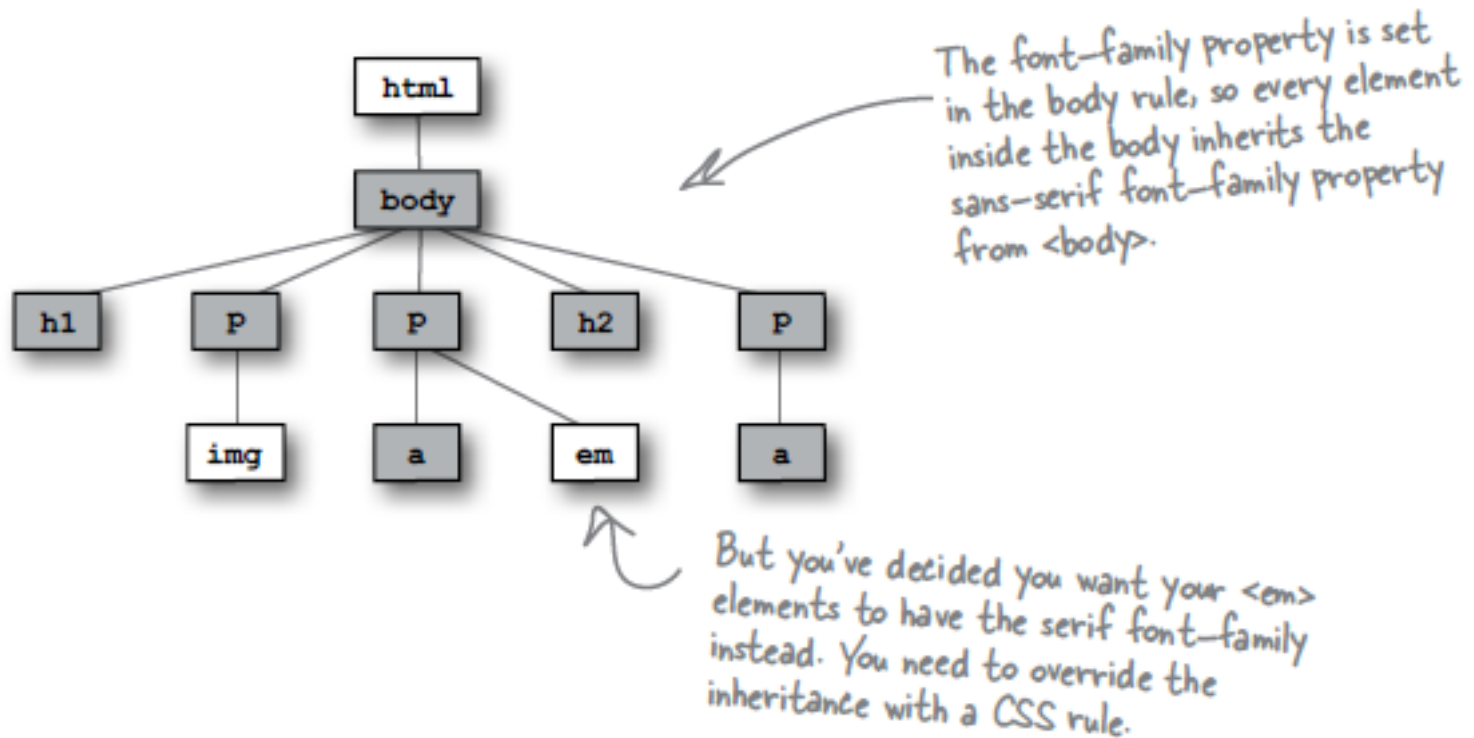 html
The font-family property is set
in the body rule, so every element
inside the body inherits the
sans-serif font-family property
from <body>.
body
h1
p
p
h2
p
img
a
em
a
But you've decided you want your <em>
elements to have the serif font-family
instead. You need to override the
inheritance with a CSS rule.